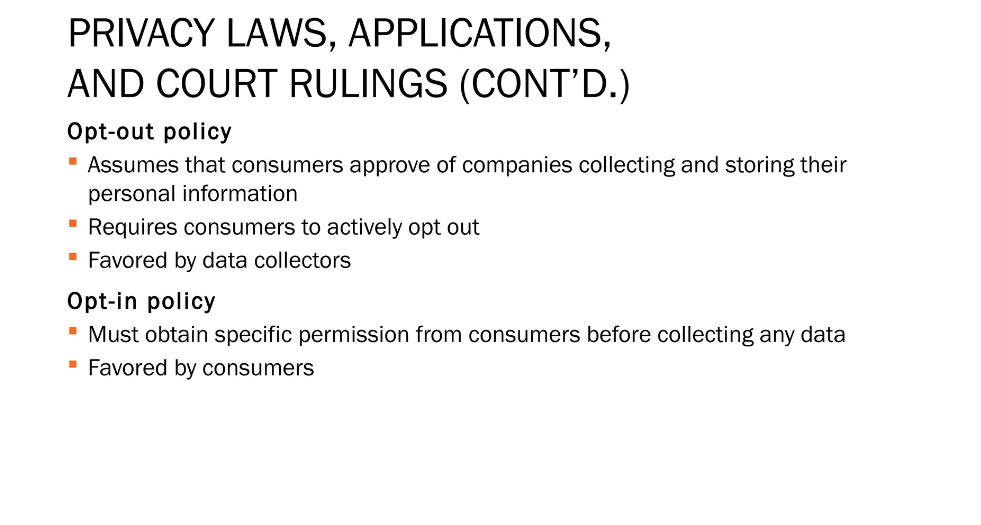 PRIVACY LAWS, APPLICATIONS,
AND COURT RULINGS (CONT’D.)
Opt-out policy
▪ Assumes that consumers approve of companies collecting and storing their
personal information
▪ Requires consumers to actively opt out
▪ Favored by data collectors
Opt-in policy
▪ Must obtain specific permission from consumers before collecting any data
▪ Favored by consumers